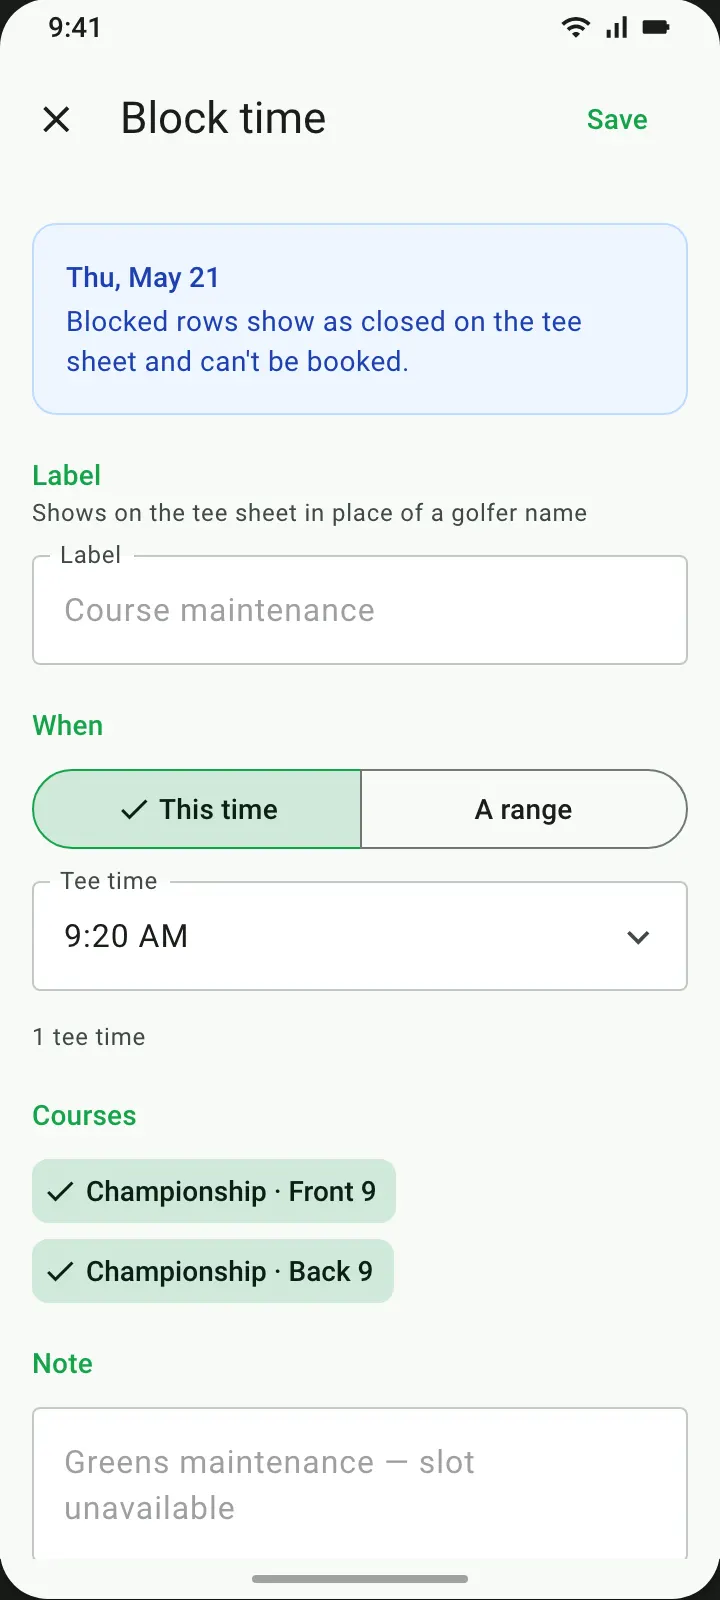 9:41
Block time
Save
Thu, May 21
Blocked rows show as closed on the tee
sheet and can't be booked.
Label
Shows on the tee sheet in place of a golfer name
Label
Course maintenance
When
This time
A range
Tee time
9:20 AM
1 tee time
Courses
Championship · Front 9
Championship · Back 9
Note
Greens maintenance — slot
unavailable